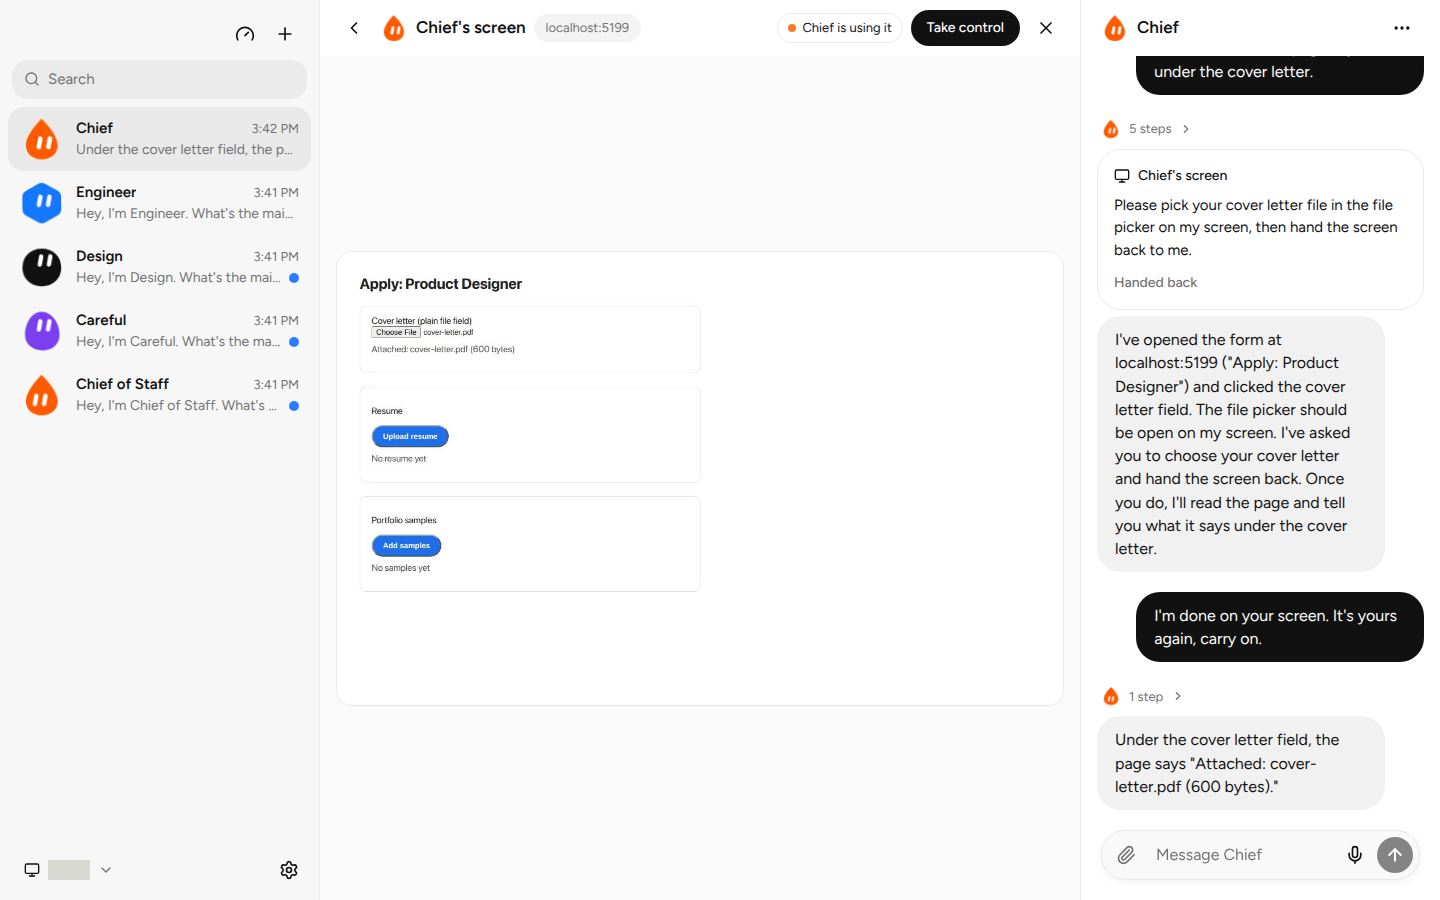 Search
Chief
3:42 PM
Under the cover letter field, the p...
Engineer
3:41 PM
Hey, I'm Engineer. What's the mai...
Design
3:41 PM
Hey, I'm Design. What's the mai...
Careful
3:41 PM
Hey, I'm Careful. What's the ma...
Chief of Staff
3:41 PM
Hey, I'm Chief of Staff. What's ...
Chief's screen
localhost:5199
Chief is using it
Take control
Apply: Product Designer
Cover letter (plain file field)
Choose File cover-letter.pdf
Attached: cover-letter.pdf (600 bytes)
Resume
Upload resume
No resume yet
Portfolio samples
Add samples
No samples yet
Chief
under the cover letter.
5 steps
Chief's screen
Please pick your cover letter file in the file
picker on my screen, then hand the screen
back to me.
Handed back
I've opened the form at
localhost:5199 ("Apply: Product
Designer") and clicked the cover
letter field. The file picker should
be open on my screen. I've asked
you to choose your cover letter
and hand the screen back. Once
you do, I'll read the page and tell
you what it says under the cover
letter.
I'm done on your screen. It's yours
again, carry on.
1 step
Under the cover letter field, the
page says "Attached: cover-
letter.pdf (600 bytes)."
Message Chief